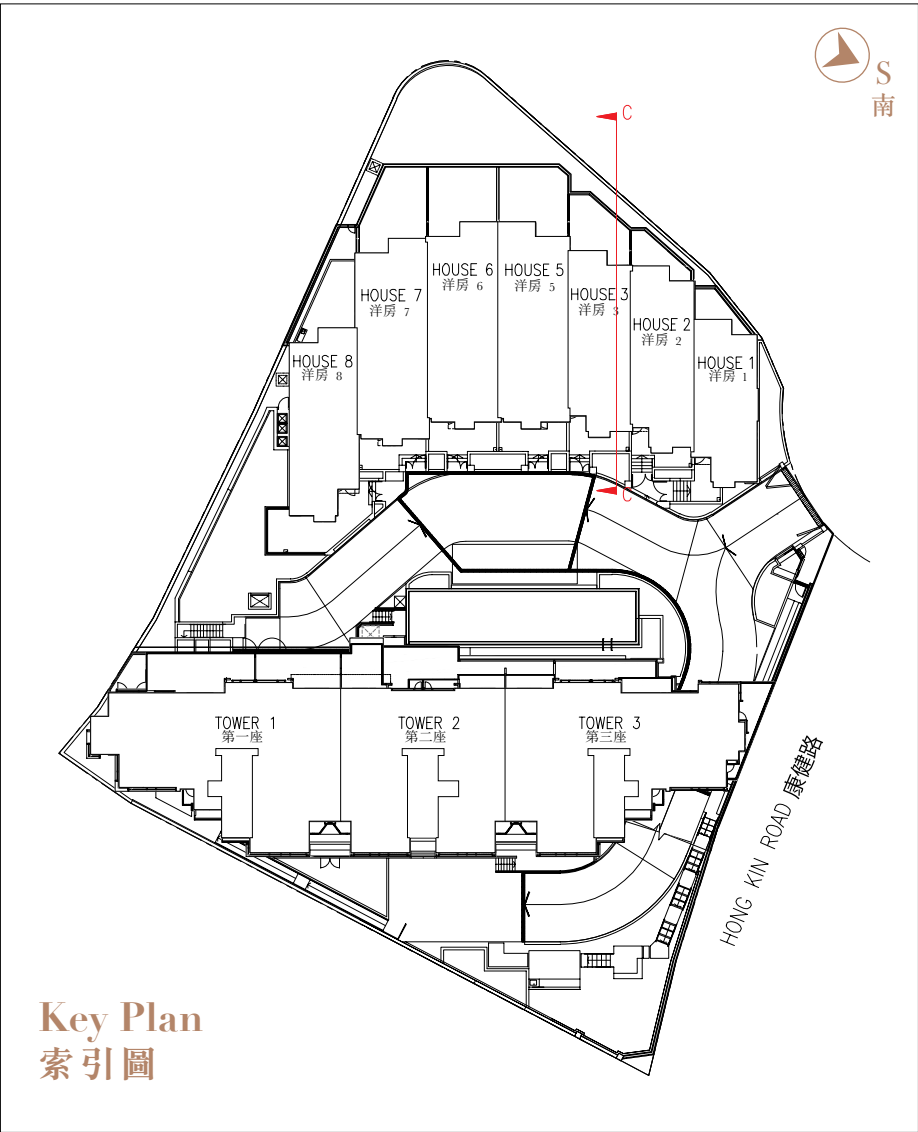 S
南
C
HOUSE 6
洋房 6
HOUSE 5
洋房 5
HOUSE 7
洋房 7
HOUSE 3
洋房 3
HOUSE 2
洋房 2
HOUSE 8
洋房 8
HOUSE 1
洋房 1
C
TOWER 1
第一座
TOWER 2
第二座
TOWER 3
第三座
HONG KIN ROAD 康健路
Key Plan
索引圖